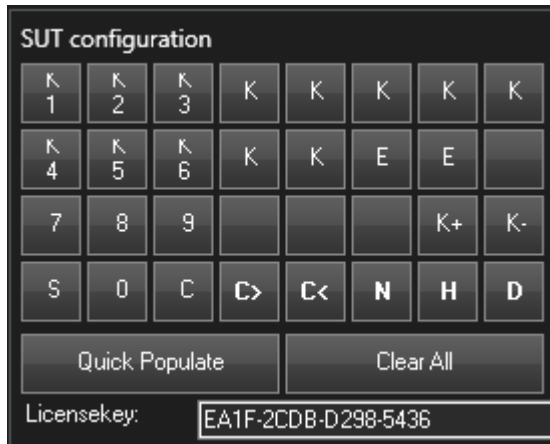 SUT configuration
K 1 K 2 K 3 K K K K K
K 4 K 5 K 6 K K E E
7 8 9 K+ K-
S 0 C C> C< N H D
Quick Populate Clear All
Licensekey: EA1F-2CDB-D298-5436